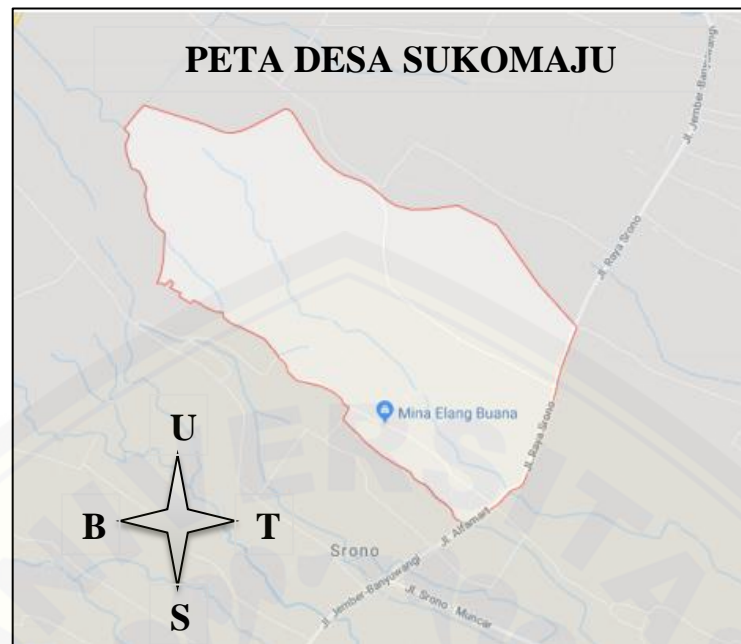 PETA DESA SUKOMAJU
Jl. Jember-Banyuwangi
Jl. Raya Srono
Mina Elang Buana
Jl. Raya Srono
U
B T
S
Jl. Alfamart
Srono
Jl. Jember-Banyuwangi
Jl. Srono - Muncar
UNIVERSITAS